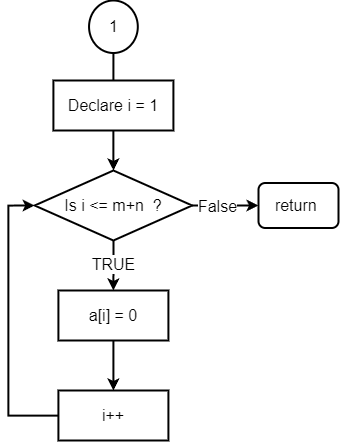 1
Declare i = 1
Is i <= m+n ?
False
return
TRUE
a[i] = 0
i++